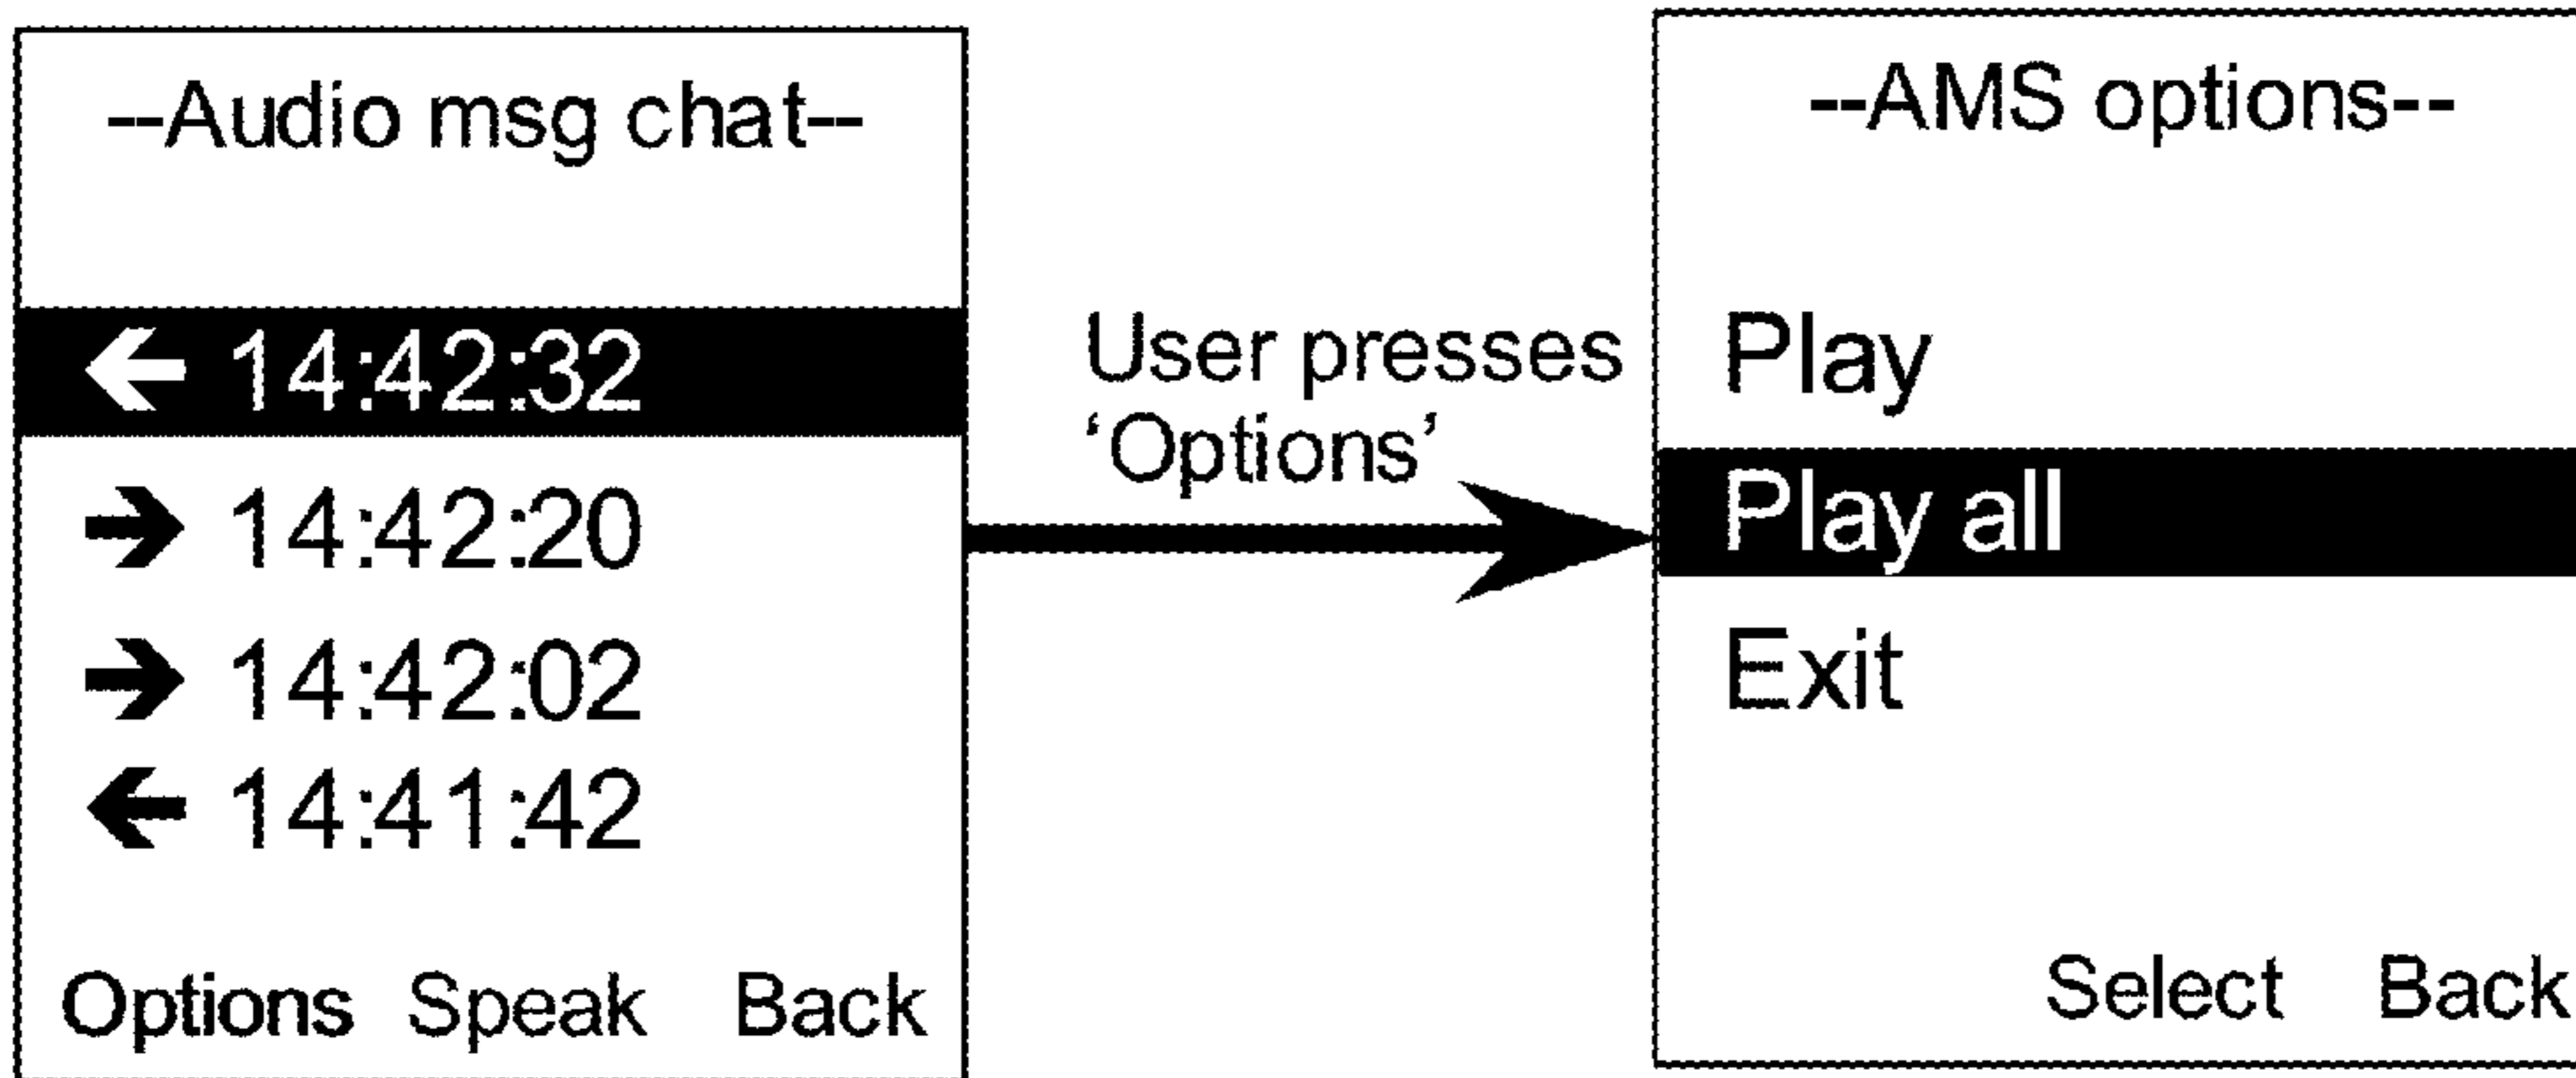 --Audio msg chat--
← 14:42:32
→ 14:42:20
→ 14:42:02
← 14:41:42
Options Speak Back
User presses
‘Options’
--AMS options--
Play
Play all
Exit
Select Back